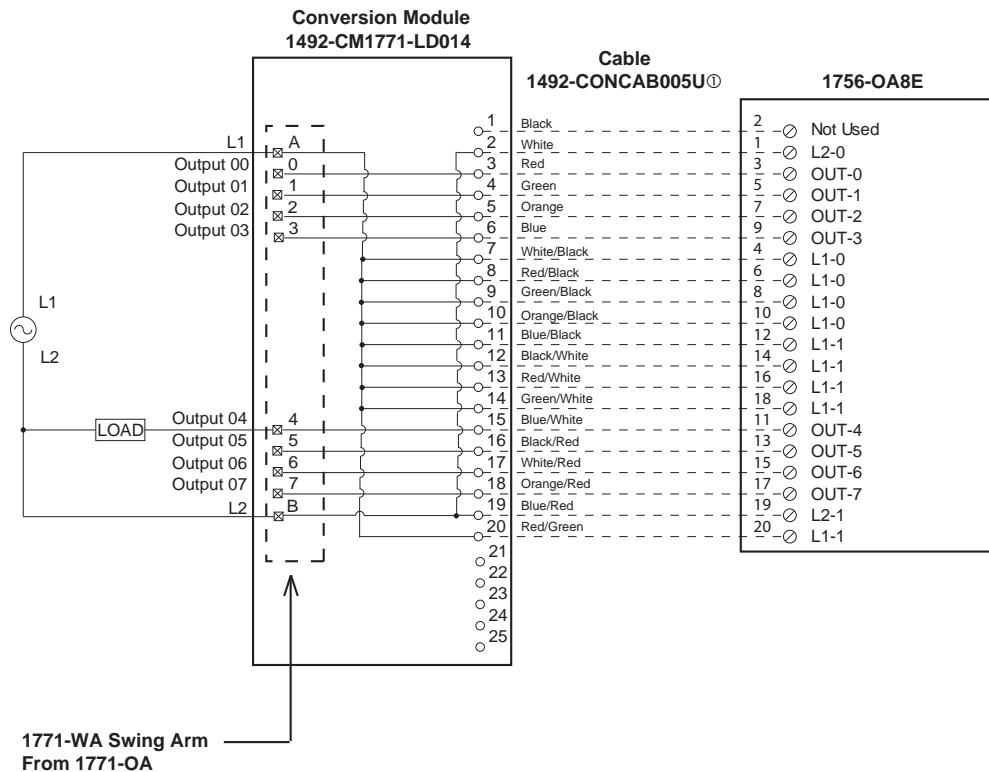 Conversion Module
1492-CM1771-LD014
Cable
1492-CONCAB005U①
1756-OA8E
1 Black 2 Not Used
L1 A 2 White 1 L2-0
Output 00 0 3 Red 3 OUT-0
Output 01 1 4 Green 5 OUT-1
Output 02 2 5 Orange 7 OUT-2
Output 03 3 6 Blue 9 OUT-3
7 White/Black 4 L1-0
8 Red/Black 6 L1-0
L1 9 Green/Black 8 L1-0
10 Orange/Black 10 L1-0
L2 11 Blue/Black 12 L1-1
12 Black/White 14 L1-1
13 Red/White 16 L1-1
14 Green/White 18 L1-1
LOAD Output 04 4 15 Blue/White 11 OUT-4
Output 05 5 16 Black/Red 13 OUT-5
Output 06 6 17 White/Red 15 OUT-6
Output 07 7 18 Orange/Red 17 OUT-7
L2 B 19 Blue/Red 19 L2-1
20 Red/Green 20 L1-1
21
22
23
24
25
1771-WA Swing Arm
From 1771-OA